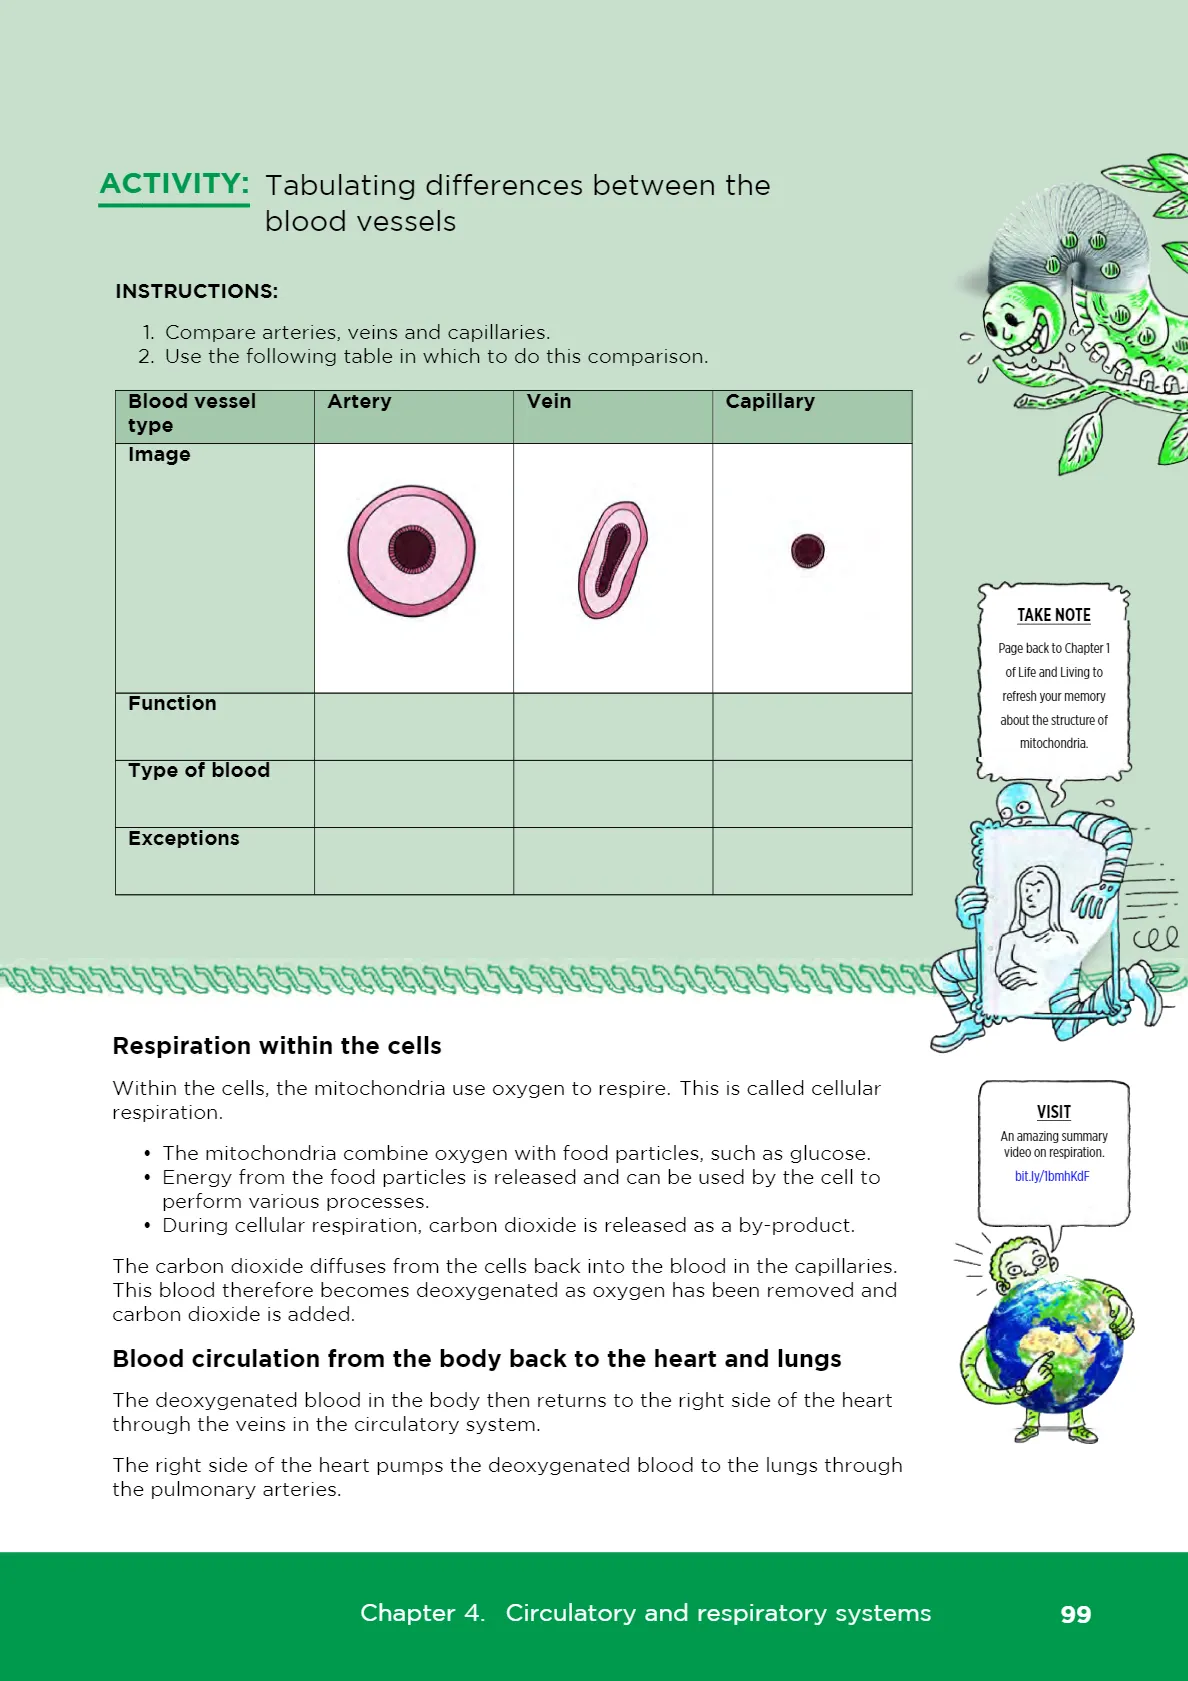 ACTIVITY: Tabulating differences between the
blood vessels
INSTRUCTIONS:
1. Compare arteries, veins and capillaries.
2. Use the following table in which to do this comparison.
Blood vessel
type
Artery
Vein
Capillary
Image
Function
Type of blood
Exceptions
TAKE NOTE
Page back to Chapter 1
of Life and Living to
refresh your memory
about the structure of
mitochondria.
Respiration within the cells
Within the cells, the mitochondria use oxygen to respire. This is called cellular
respiration.
• The mitochondria combine oxygen with food particles, such as glucose.
• Energy from the food particles is released and can be used by the cell to
perform various processes.
• During cellular respiration, carbon dioxide is released as a by-product.
The carbon dioxide diffuses from the cells back into the blood in the capillaries.
This blood therefore becomes deoxygenated as oxygen has been removed and
carbon dioxide is added.
VISIT
An amazing summary
video on respiration.
bit.ly/1bmhKdF
Blood circulation from the body back to the heart and lungs
The deoxygenated blood in the body then returns to the right side of the heart
through the veins in the circulatory system.
The right side of the heart pumps the deoxygenated blood to the lungs through
the pulmonary arteries.
Chapter 4. Circulatory and respiratory systems 99